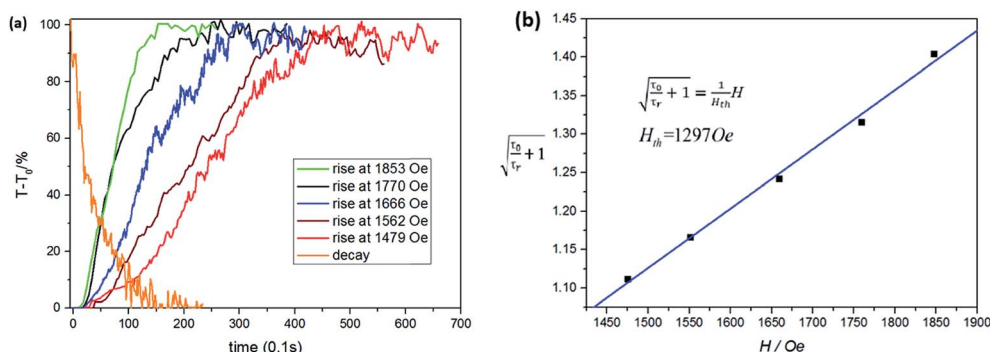 (a)
T-T₀/%
100
80
60
40
20
0
rise at 1853 Oe
rise at 1770 Oe
rise at 1666 Oe
rise at 1562 Oe
rise at 1479 Oe
decay
0 100 200 300 400 500 600 700
time (0.1s)
(b)
√(τ₀/τᵣ+1)
1.45
1.40
1.35
1.30
1.25
1.20
1.15
1.10
√(τ₀/τᵣ + 1) = 1/Hₜₕ H
Hₜₕ=1297Oe
1450 1500 1550 1600 1650 1700 1750 1800 1850 1900
H / Oe